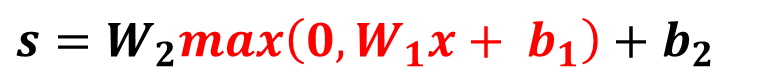 s = W₂max(0, W₁x + b₁) + b₂